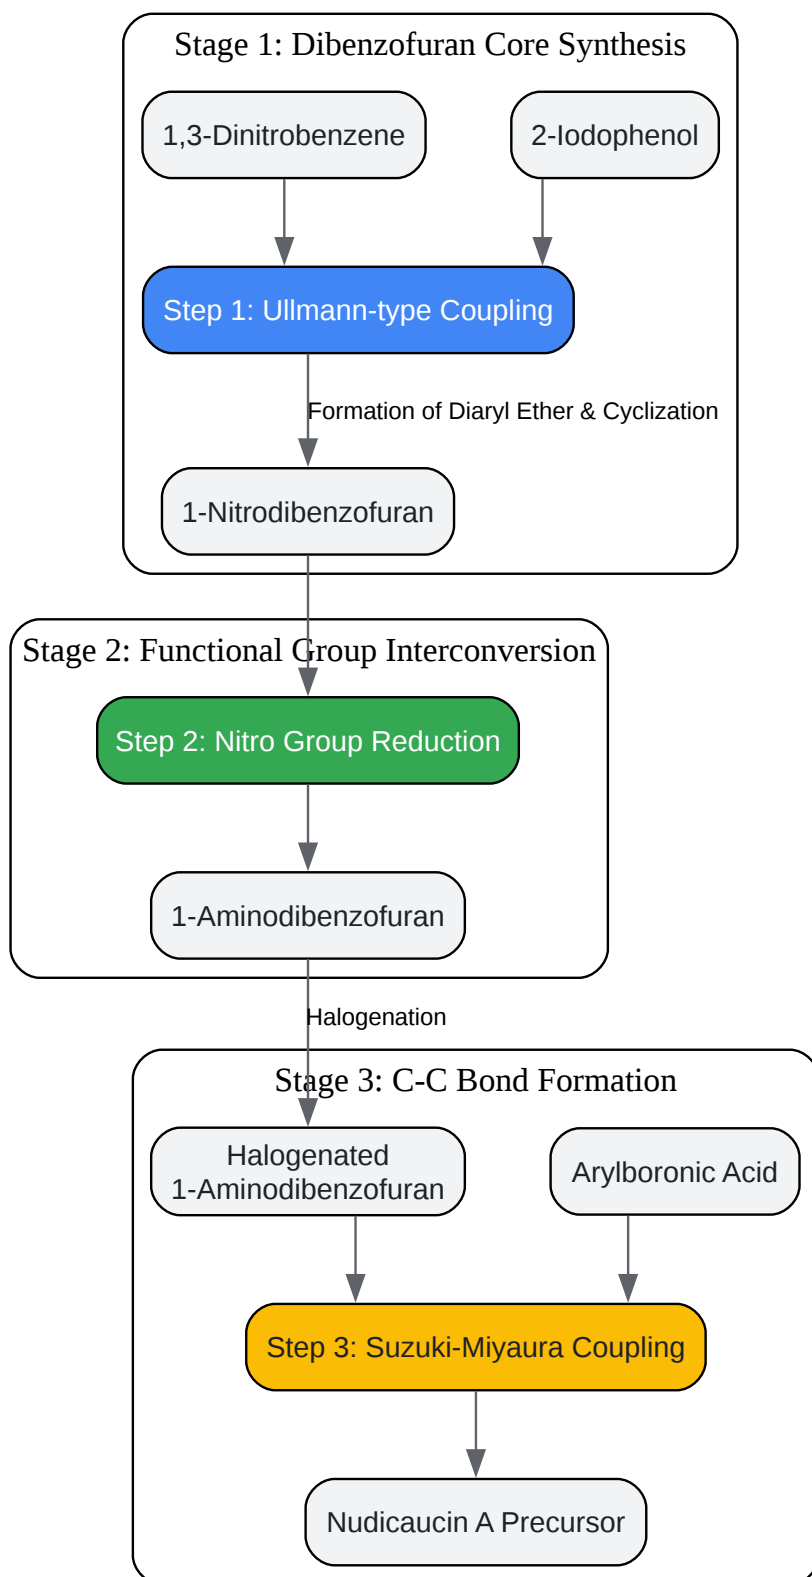 Stage 1: Dibenzofuran Core Synthesis
1,3-Dinitrobenzene
2-Iodophenol
Step 1: Ullmann-type Coupling
Formation of Diaryl Ether & Cyclization
1-Nitrodibenzofuran
Stage 2: Functional Group Interconversion
Step 2: Nitro Group Reduction
1-Aminodibenzofuran
Halogenation
Stage 3: C-C Bond Formation
Halogenated
1-Aminodibenzofuran
Arylboronic Acid
Step 3: Suzuki-Miyaura Coupling
Nudicaucin A Precursor